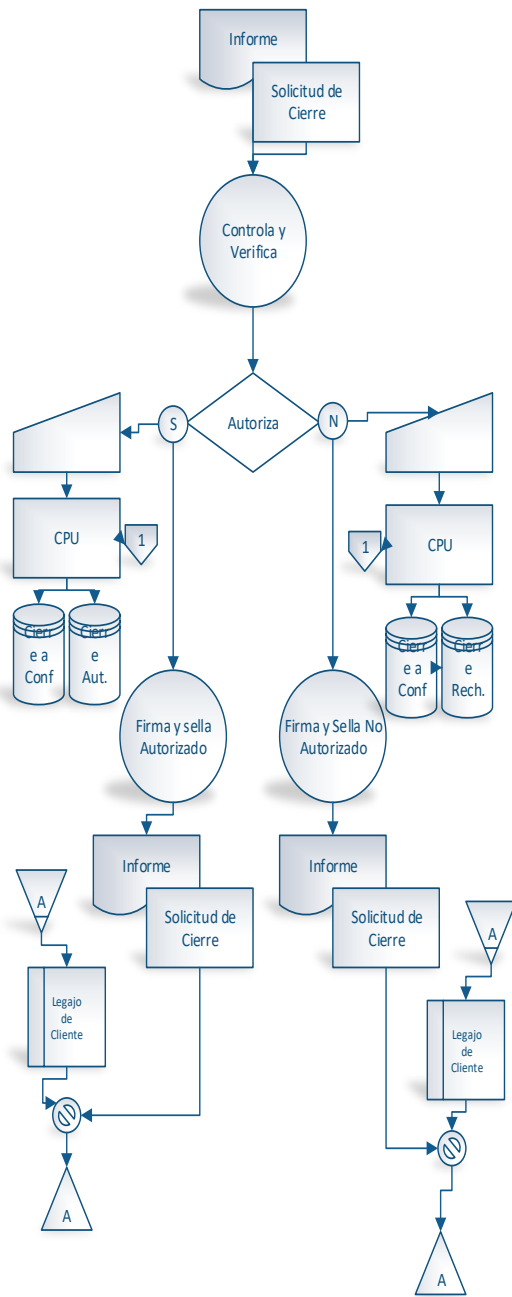 Informe
Solicitud de
Cierre
Controla y
Verifica
S
Autoriza
N
CPU
1
1
CPU
Cierr
e a
Conf
Cierr
e
Aut.
Cierr
e a
Conf
Cierr
e
Rech.
Firma y sella
Autorizado
Firma y Sella No
Autorizado
Informe
Solicitud de
Cierre
Informe
Solicitud de
Cierre
A
Legajo
de
Cliente
A
A
Legajo
de
Cliente
A